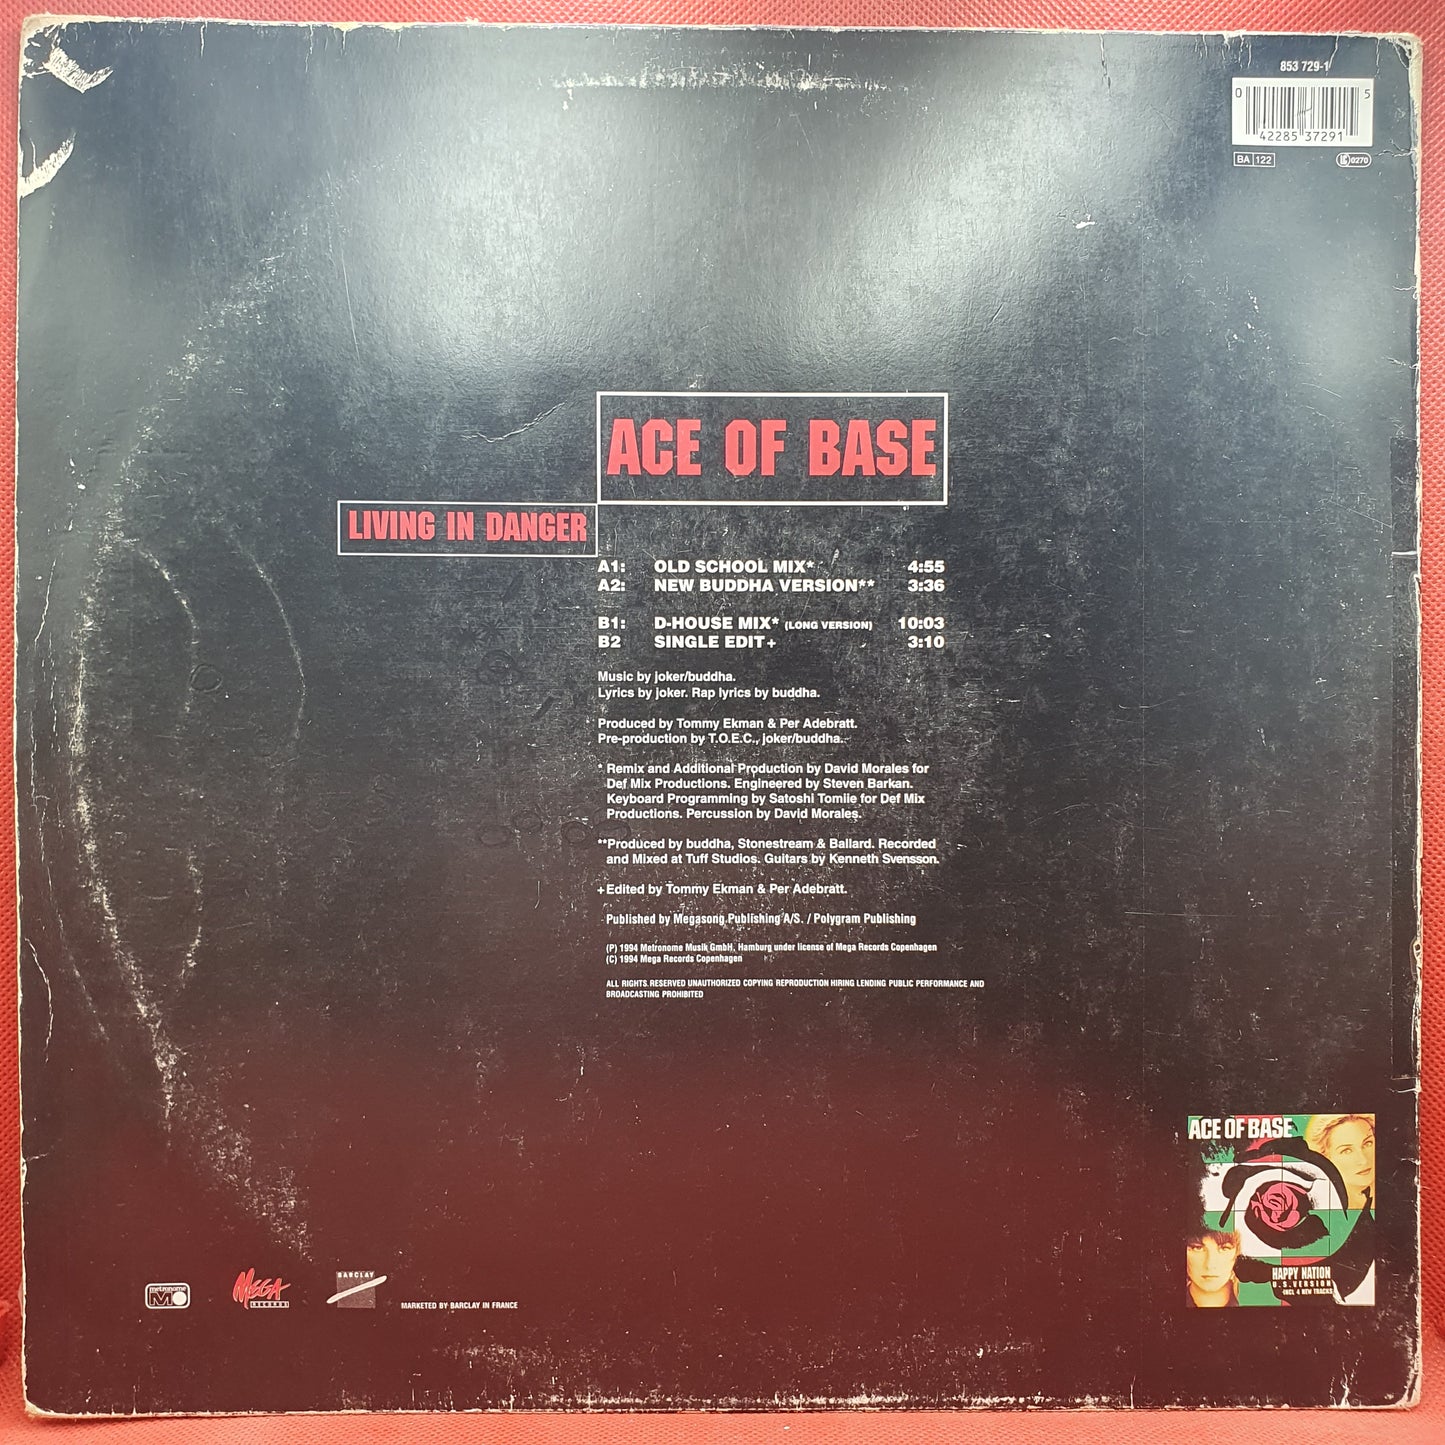 853 729-1
0 42285 37291 5
BA 122
LC 0270
ACE OF BASE
LIVING IN DANGER
A1: OLD SCHOOL MIX* 4:55
A2: NEW BUDDHA VERSION** 3:36
B1: D-HOUSE MIX* (LONG VERSION) 10:03
B2 SINGLE EDIT+ 3:10
Music by joker/buddha.
Lyrics by joker. Rap lyrics by buddha.
Produced by Tommy Ekman & Per Adebratt.
Pre-production by T.O.E.C., joker/buddha.
* Remix and Additional Production by David Morales for
Def Mix Productions. Engineered by Steven Barkan.
Keyboard Programming by Satoshi Tomiie for Def Mix
Productions. Percussion by David Morales.
**Produced by buddha, Stonestream & Ballard. Recorded
and Mixed at Tuff Studios. Guitars by Kenneth Svensson.
+Edited by Tommy Ekman & Per Adebratt.
Published by Megasong Publishing A/S. / Polygram Publishing
(P) 1994 Metronome Musik GmbH, Hamburg under license of Mega Records Copenhagen
(C) 1994 Mega Records Copenhagen
ALL RIGHTS RESERVED UNAUTHORIZED COPYING REPRODUCTION HIRING LENDING PUBLIC PERFORMANCE AND
BROADCASTING PROHIBITED
ACE OF BASE
HAPPY NATION
U.S. VERSION
INCL 4 NEW TRACKS
metronome
MEGA
RECORDS
BARCLAY
MARKETED BY BARCLAY IN FRANCE